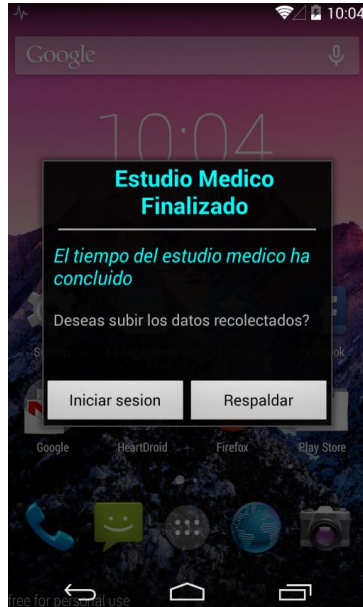 10:04
Google
10:04
Estudio Medico
Finalizado
El tiempo del estudio medico ha
concluido
Deseas subir los datos recolectados?
Iniciar sesion
Respaldar
Google
HeartDroid
Firefox
Play Store
free for personal use